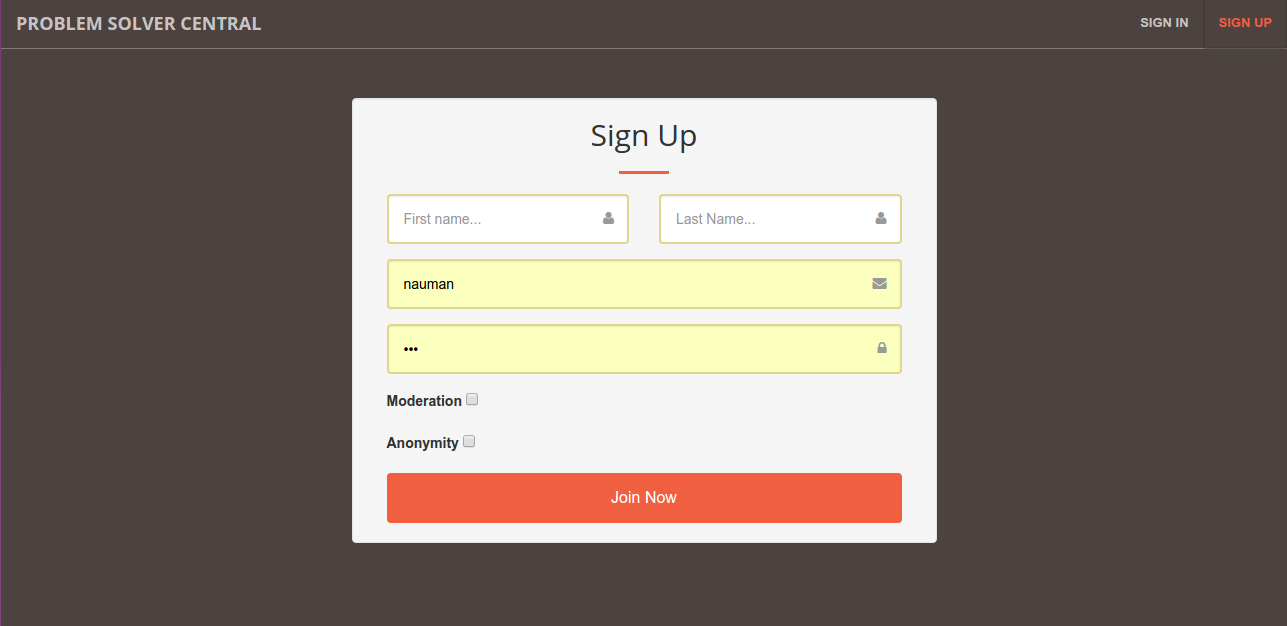 PROBLEM SOLVER CENTRAL
SIGN IN
SIGN UP
Sign Up
First name...
Last Name...
nauman
•••
Moderation
Anonymity
Join Now